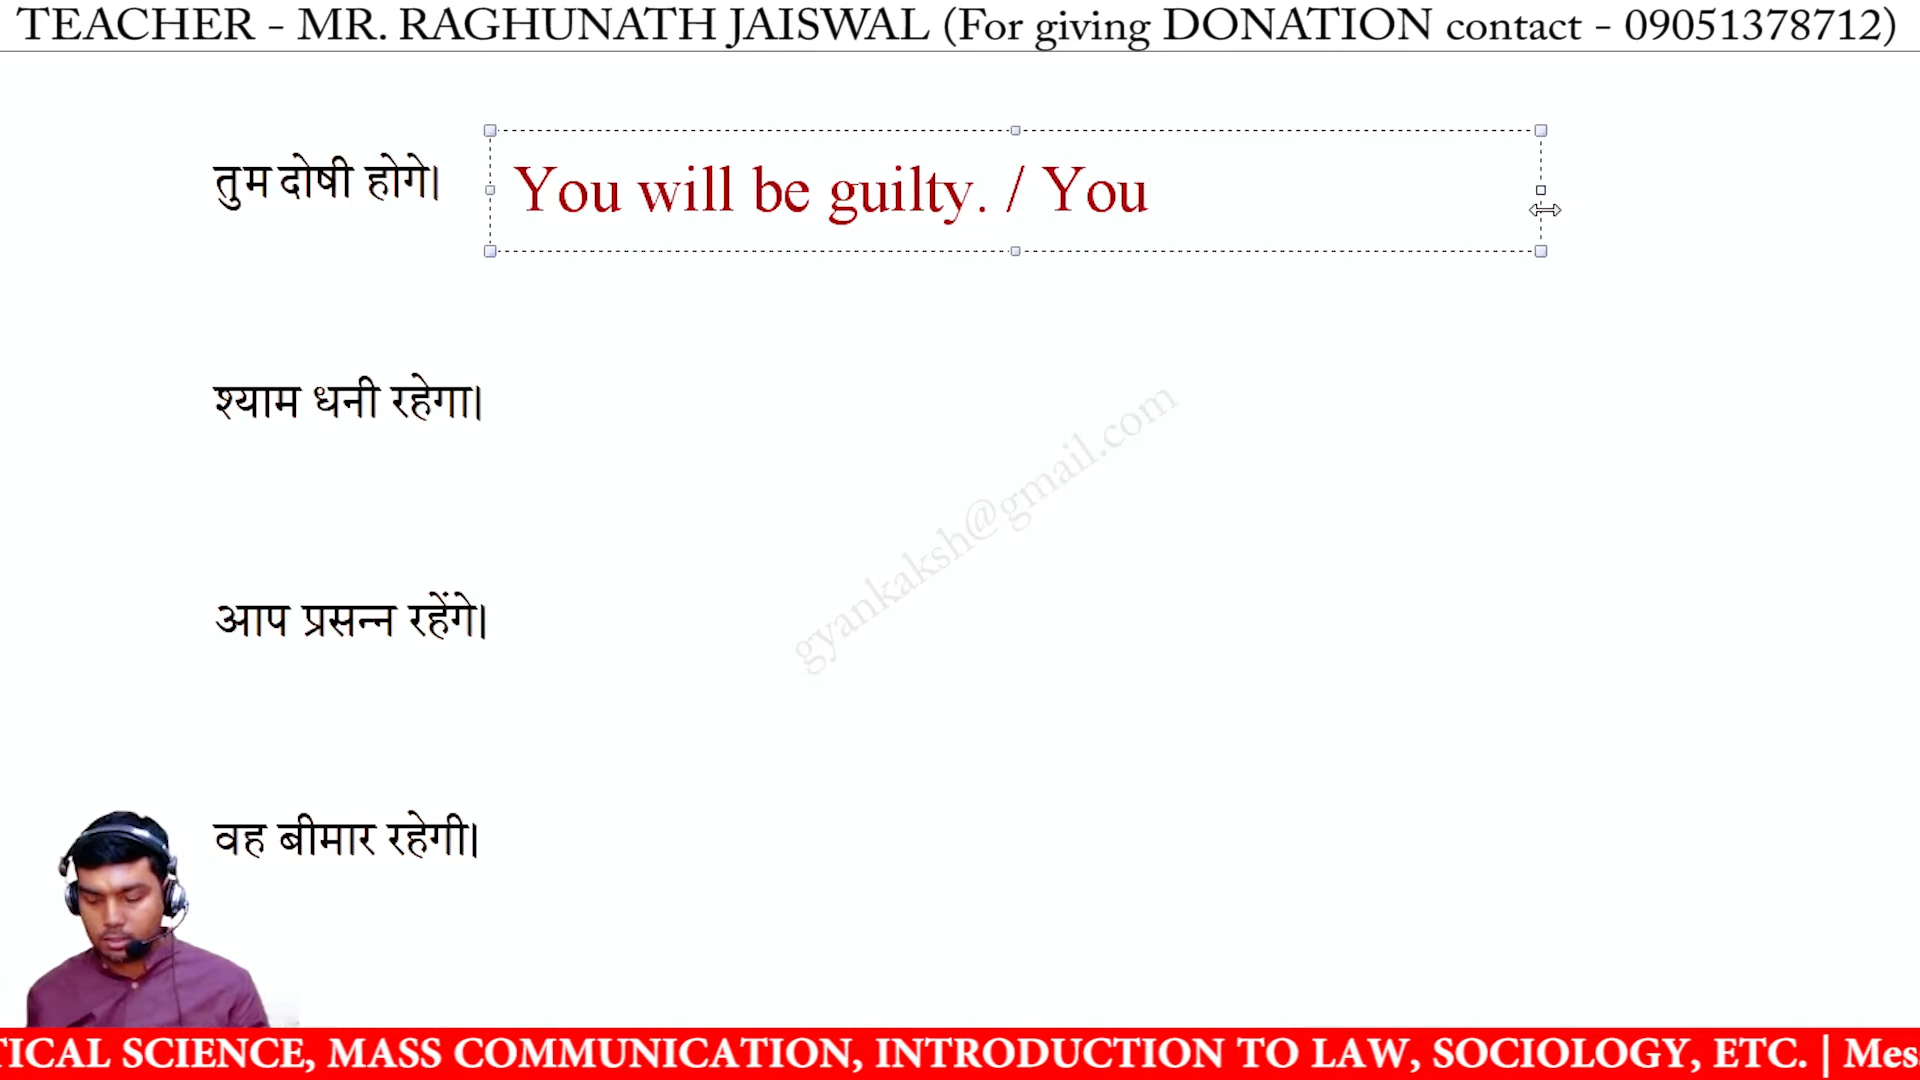 TEACHER - MR. RAGHUNATH JAISWAL (For giving DONATION contact - 09051378712)
तुम दोषी होगे। You will be guilty. / You
श्याम धनी रहेगा।
gyankaksh@gmail.com
आप प्रसन्न रहेंगे।
वह बीमार रहेगी।
TICAL SCIENCE, MASS COMMUNICATION, INTRODUCTION TO LAW, SOCIOLOGY, ETC. | Mes